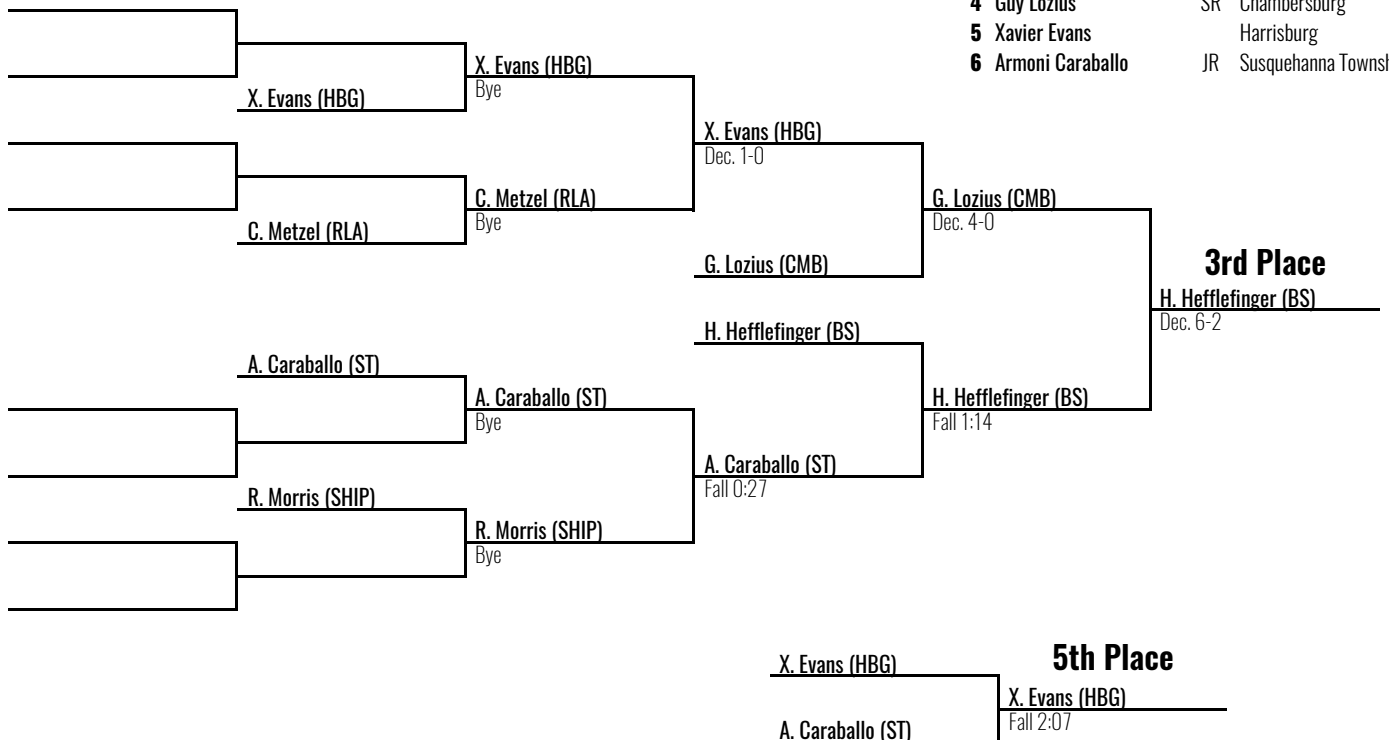 4 Guy Lozius SR Chambersburg
5 Xavier Evans Harrisburg
6 Armoni Caraballo JR Susquehanna
X. Evans (HBG)
X. Evans (HBG)
Bye
X. Evans (HBG)
Dec. 1-0
C. Metzel (RLA)
C. Metzel (RLA)
Bye
G. Lozius (CMB)
G. Lozius (CMB)
Dec. 4-0
3rd Place
H. Hefflefinger (BS)
Dec. 6-2
H. Hefflefinger (BS)
H. Hefflefinger (BS)
Fall 1:14
A. Caraballo (ST)
A. Caraballo (ST)
Bye
A. Caraballo (ST)
Fall 0:27
R. Morris (SHIP)
R. Morris (SHIP)
Bye
5th Place
X. Evans (HBG)
X. Evans (HBG)
Fall 2:07
A. Caraballo (ST)